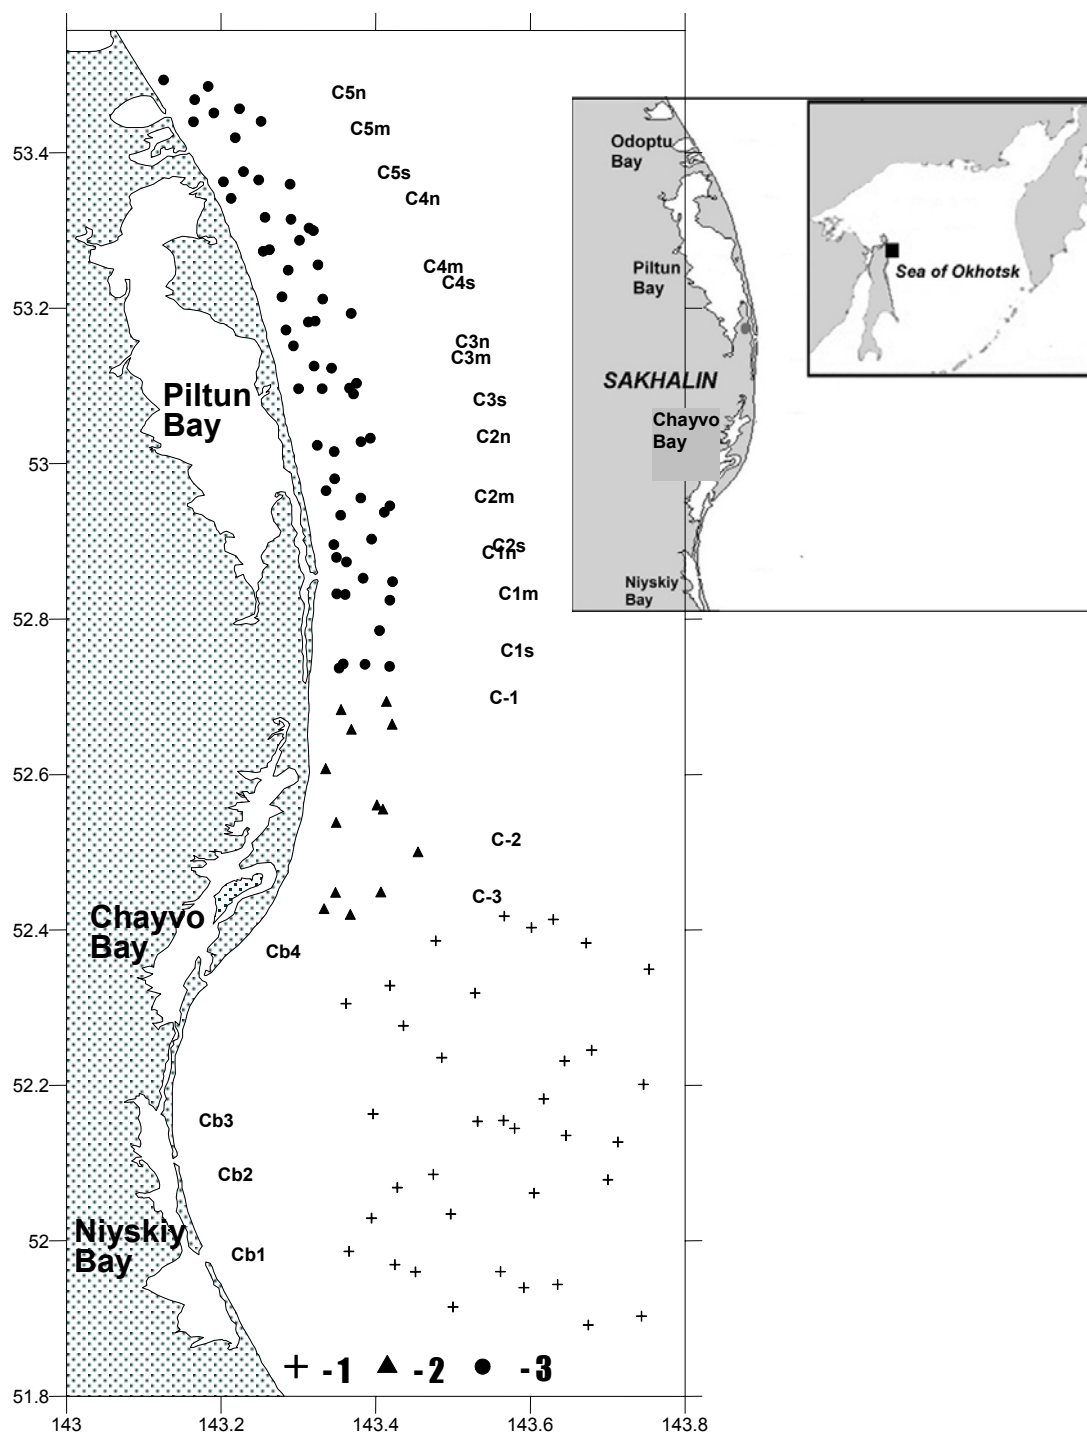 C5n
C5m
53.4
Odoptu
Bay
C5s
C4n
C4m
Sea of Okhotsk
Piltun
Bay
C4s
53.2
C3n
C3m
SAKHALIN
Piltun
Bay
C3s
Chayvo
Bay
C2n
53
C2m
C2s
C1n
Niyskiy
Bay
C1m
52.8
C1s
C-1
52.6
C-2
C-3
Chayvo
Bay
52.4
Cb4
52.2
Cb3
Cb2
Niyskiy
Bay
52
Cb1
-1 -2 -3
51.8
143 143.2 143.4 143.6 143.8